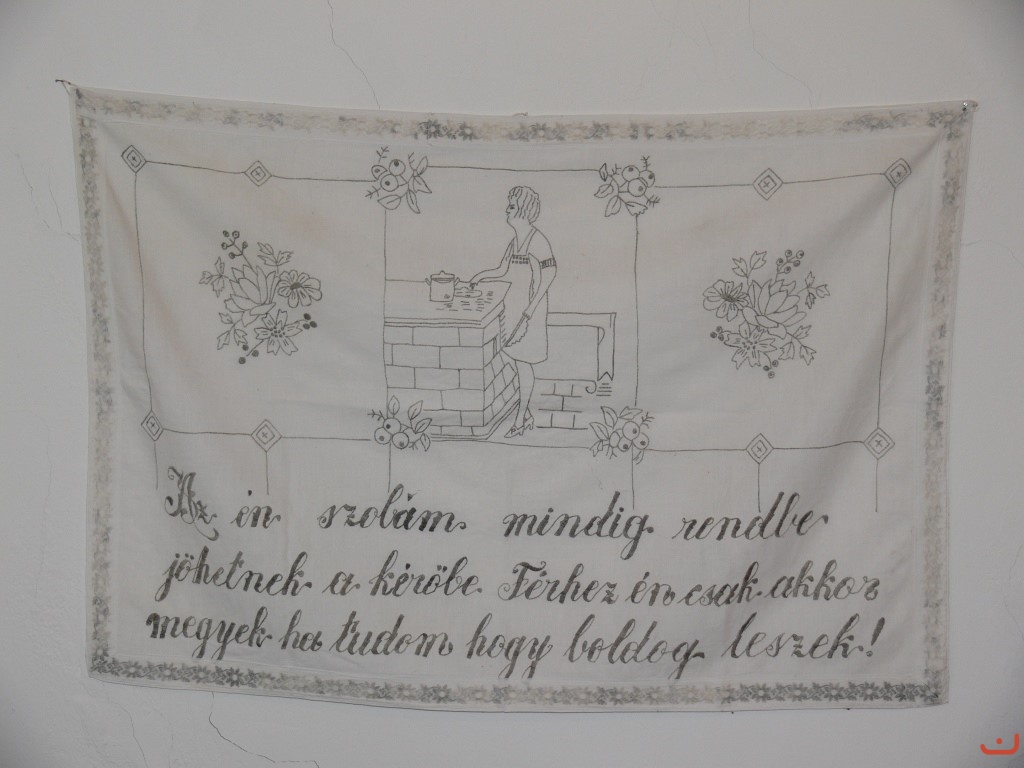 Az én szobám mindig rendbe
jöhetnek a kérőbe Férhez én csak akkor
megyek ha tudom hogy boldog leszek!